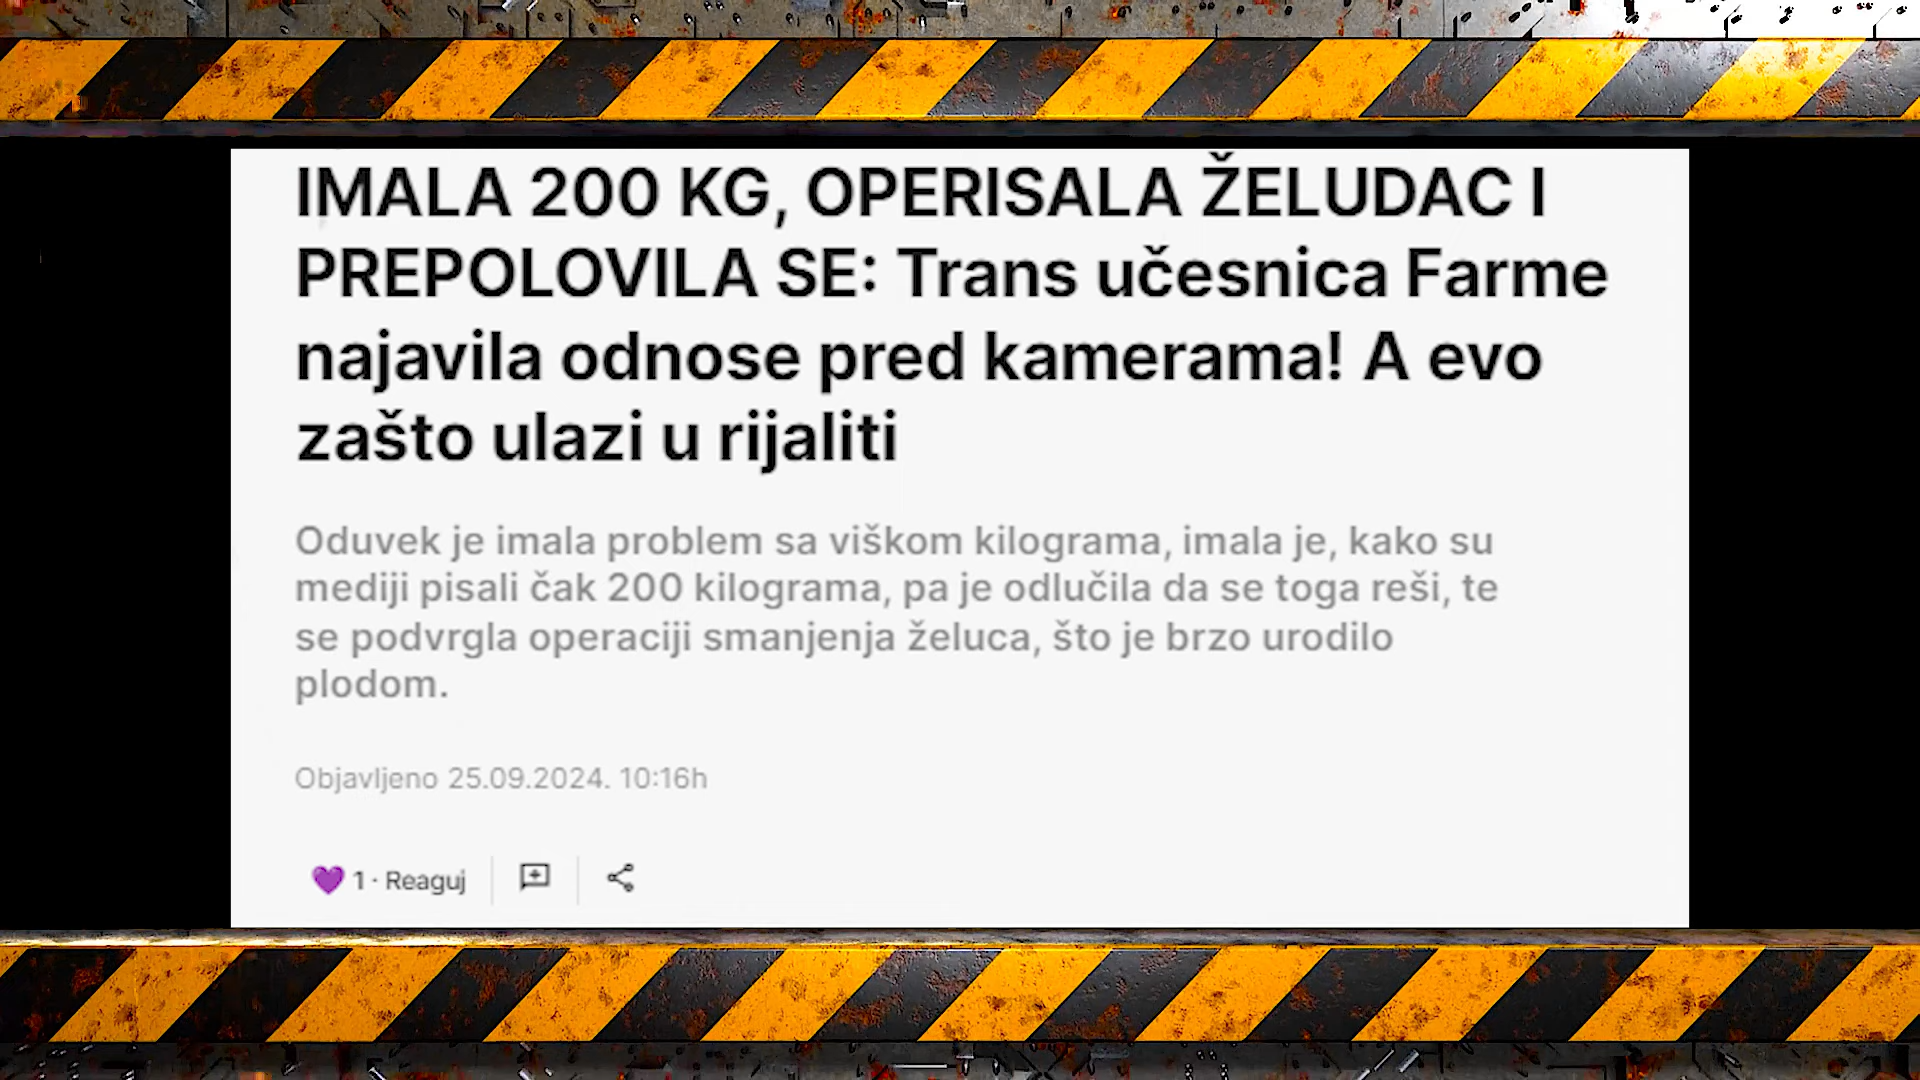 IMALA 200 KG, OPERISALA ŽELUDAC I
PREPOLOVILA SE: Trans učesnica Farme
najavila odnose pred kamerama! A evo
zašto ulazi u rijaliti
Oduvek je imala problem sa viškom kilograma, imala je, kako su
mediji pisali čak 200 kilograma, pa je odlučila da se toga reši, te
se podvrgla operaciji smanjenja želuca, što je brzo urodilo
plodom.
Objavljeno 25.09.2024. 10:16h
1 · Reaguj